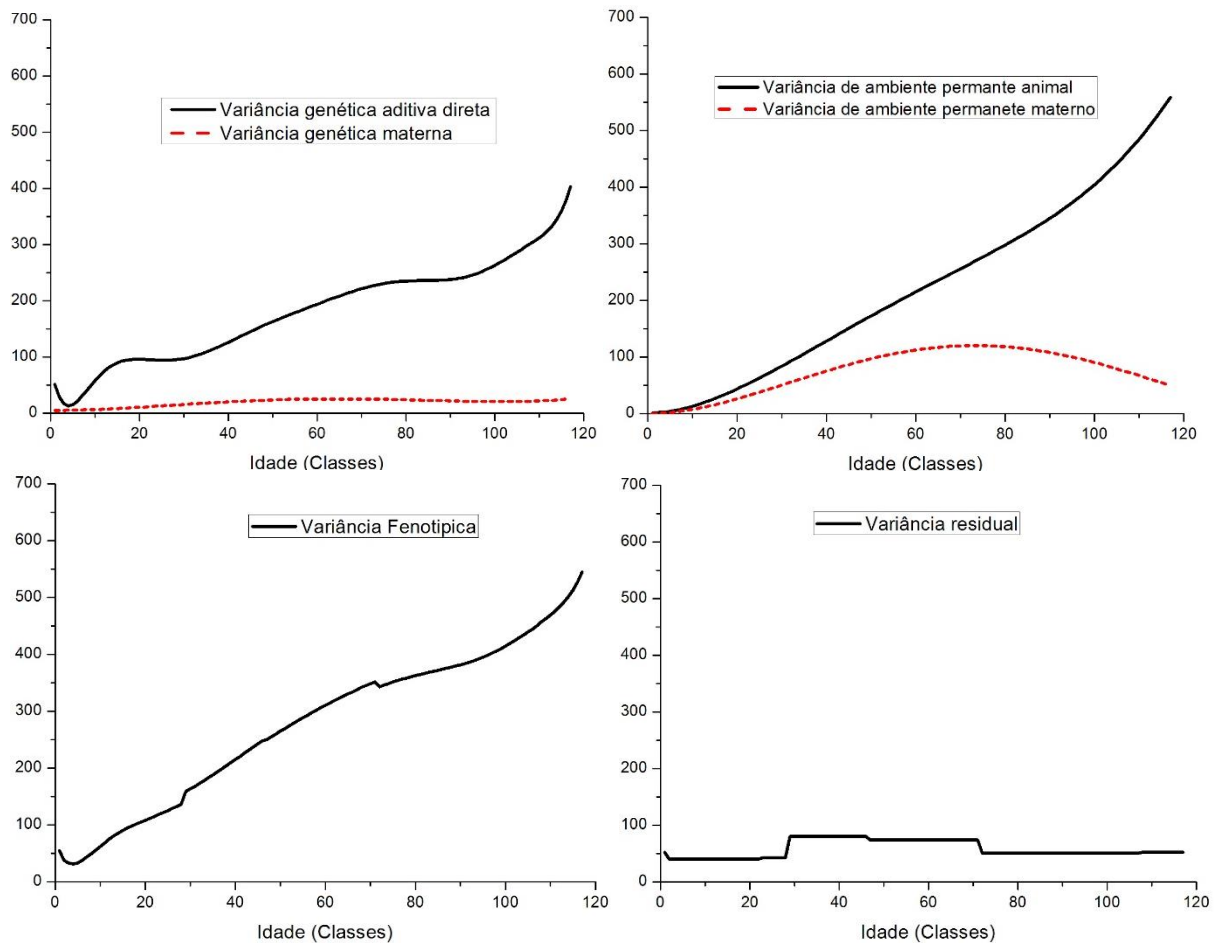 700
600
500
400
300
200
100
0
Variância genética aditiva direta
Variância genética materna
0 20 40 60 80 100 120
Idade (Classes)
700
600
500
400
300
200
100
0
Variância de ambiente permante animal
Variância de ambiente permanete materno
0 20 40 60 80 100 120
Idade (Classes)
700
600
500
400
300
200
100
0
Variância Fenotipica
0 20 40 60 80 100 120
Idade (Classes)
700
600
500
400
300
200
100
0
Variância residual
0 20 40 60 80 100 120
Idade (Classes)